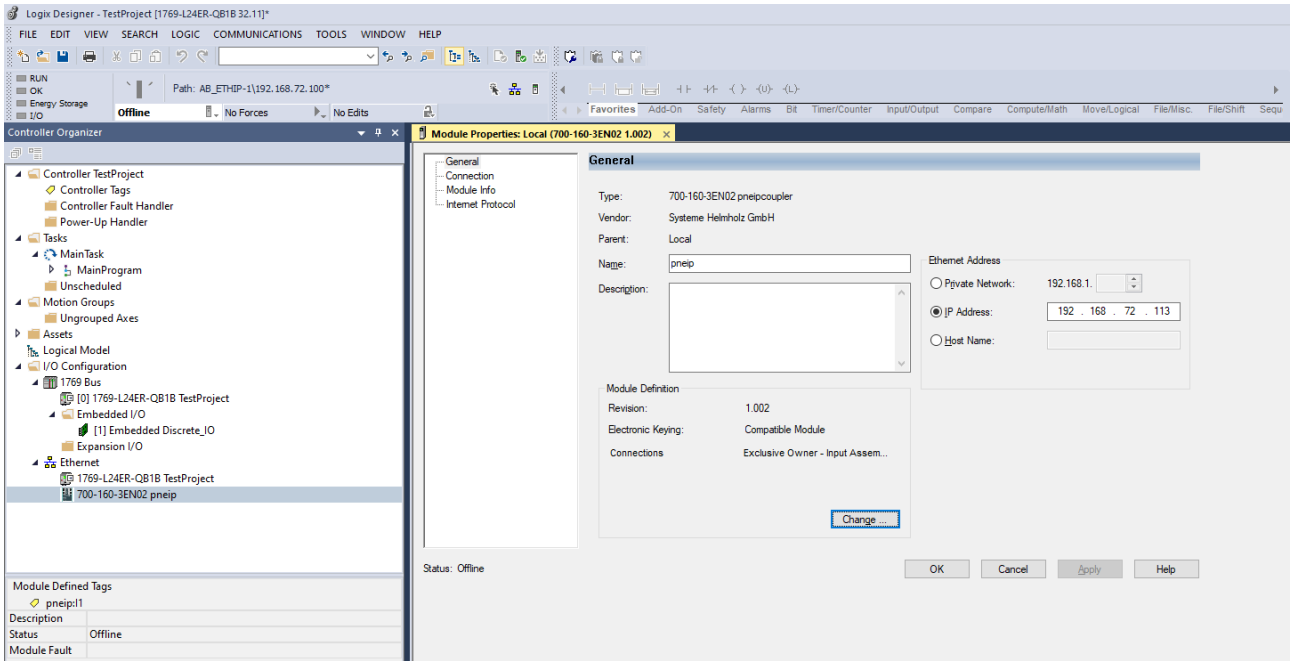 Logix Designer - TestProject [1769-L24ER-QB1B 32.11]*
FILE EDIT VIEW SEARCH LOGIC COMMUNICATIONS TOOLS WINDOW HELP
RUN
OK
Energy Storage
I/O
Path: AB_ETHIP-1\192.168.72.100*
Offline
No Forces
No Edits
Favorites Add-On Safety Alarms Bit Timer/Counter Input/Output Compare Compute/Math Move/Logical File/Misc. File/Shift Sequ
Controller Organizer
Controller TestProject
Controller Tags
Controller Fault Handler
Power-Up Handler
Tasks
MainTask
MainProgram
Unscheduled
Motion Groups
Ungrouped Axes
Assets
Logical Model
I/O Configuration
1769 Bus
[0] 1769-L24ER-QB1B TestProject
Embedded I/O
[1] Embedded Discrete_IO
Expansion I/O
Ethernet
1769-L24ER-QB1B TestProject
700-160-3EN02 pneip
Module Defined Tags
pneip:I1
Description
Status Offline
Module Fault
Module Properties: Local (700-160-3EN02 1.002)
General
Connection
Module Info
Internet Protocol
General
Type: 700-160-3EN02 pneipcoupler
Vendor: Systeme Helmholz GmbH
Parent: Local
Name: pneip
Description:
Ethernet Address
Private Network: 192.168.1.
IP Address: 192 . 168 . 72 . 113
Host Name:
Module Definition
Revision: 1.002
Electronic Keying: Compatible Module
Connections Exclusive Owner - Input Assem...
Change ...
Status: Offline
OK Cancel Apply Help